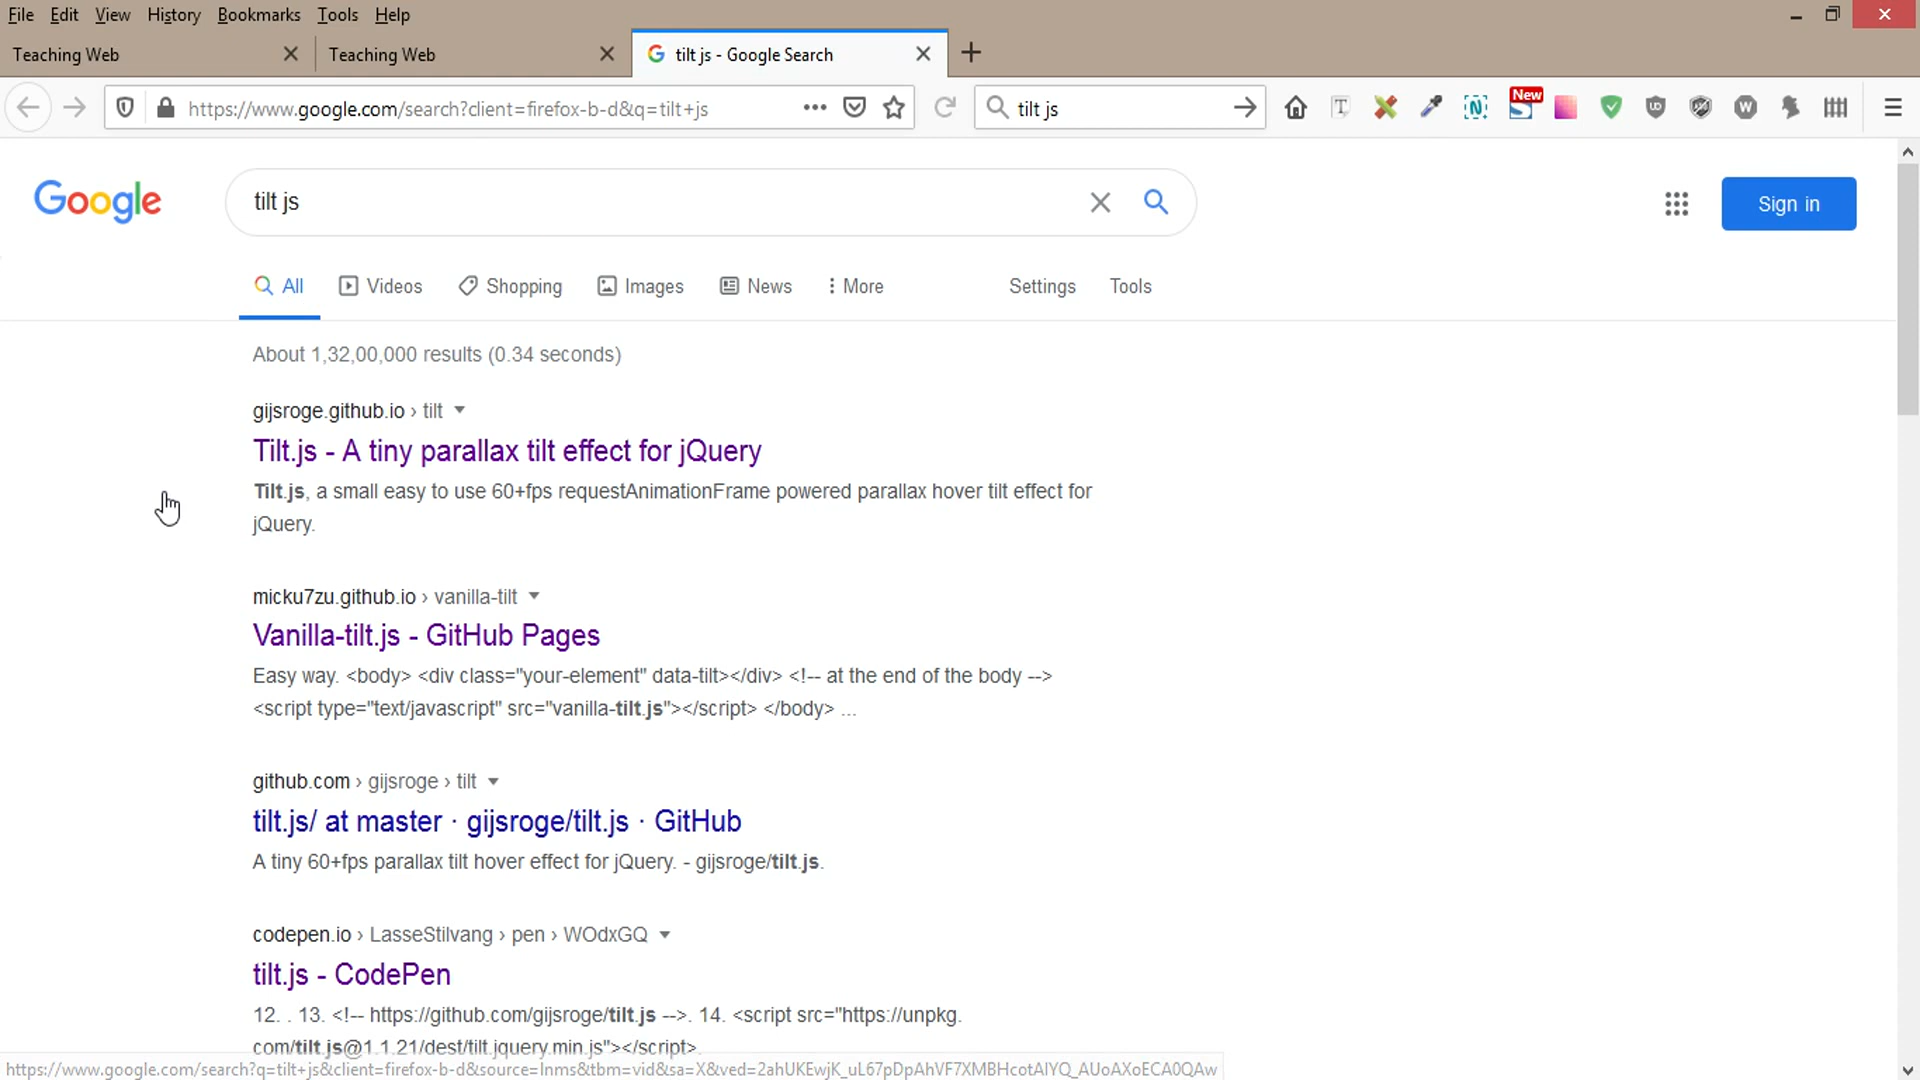 File Edit View History Bookmarks Tools Help
Teaching Web Teaching Web tilt js - Google Search
https://www.google.com/search?client=firefox-b-d&q=tilt+js tilt js New
Google tilt js Sign in
All Videos Shopping Images News More Settings Tools
About 1,32,00,000 results (0.34 seconds)
gijsroge.github.io › tilt
Tilt.js - A tiny parallax tilt effect for jQuery
Tilt.js, a small easy to use 60+fps requestAnimationFrame powered parallax hover tilt effect for
jQuery.
micku7zu.github.io › vanilla-tilt
Vanilla-tilt.js - GitHub Pages
Easy way. <body> <div class="your-element" data-tilt></div> <!-- at the end of the body -->
<script type="text/javascript" src="vanilla-tilt.js"></script> </body> ...
github.com › gijsroge › tilt
tilt.js/ at master · gijsroge/tilt.js · GitHub
A tiny 60+fps parallax tilt hover effect for jQuery. - gijsroge/tilt.js.
codepen.io › LasseStilvang › pen › WOdxGQ
tilt.js - CodePen
12. . 13. <!-- https://github.com/gijsroge/tilt.js -->. 14. <script src="https://unpkg.
com/tilt.js@1.1.21/dest/tilt.jquery.min.js"></script>.
https://www.google.com/search?q=tilt+js&client=firefox-b-d&source=lnms&tbm=vid&sa=X&ved=2ahUKEwjK_uL67pDpAhVF7XMBHcotAlYQ_AUoAXoECA0QAw